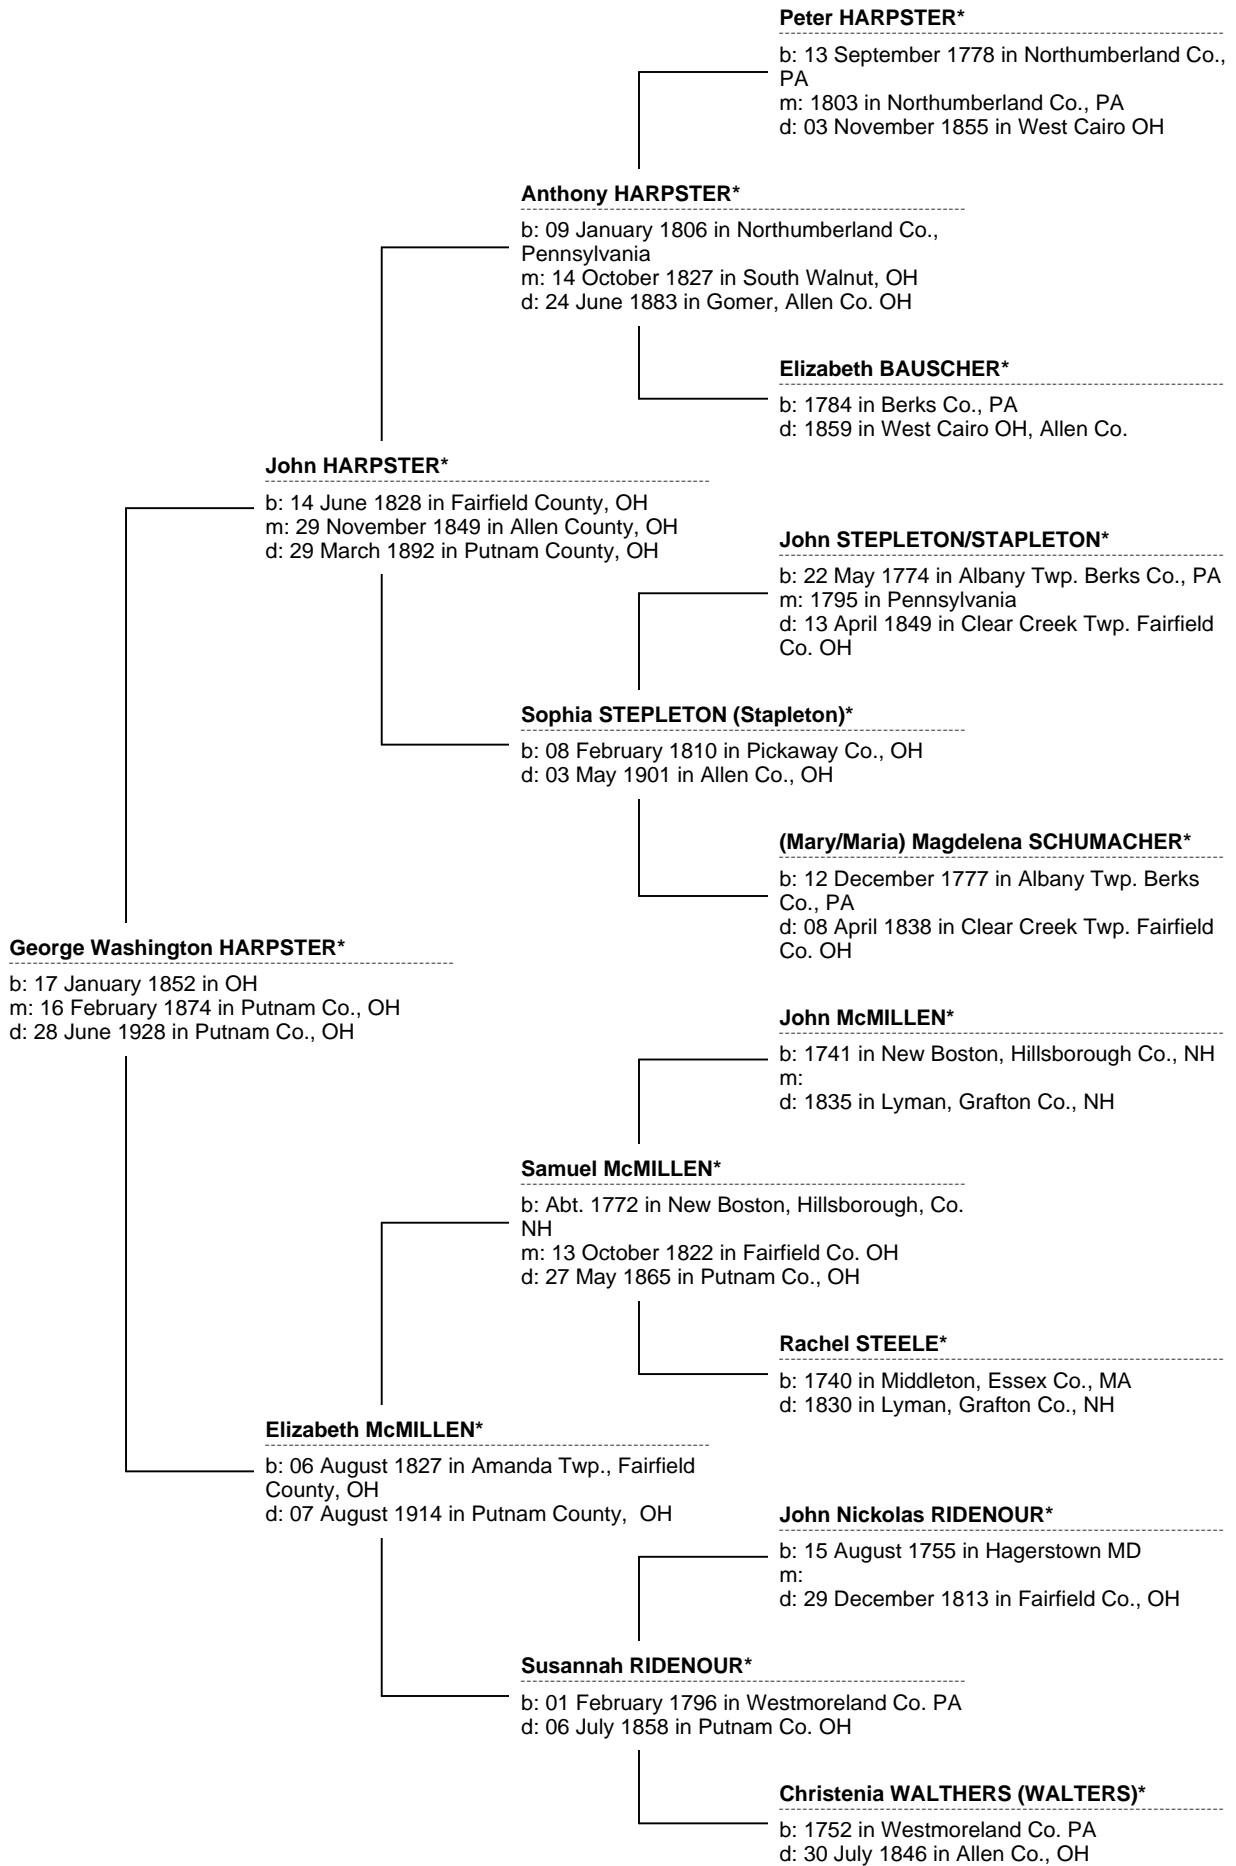 Peter HARPSTER*
b: 13 September 1778 in Northumberland Co.,
PA
m: 1803 in Northumberland Co., PA
d: 03 November 1855 in West Cairo OH
Anthony HARPSTER*
b: 09 January 1806 in Northumberland Co.,
Pennsylvania
m: 14 October 1827 in South Walnut, OH
d: 24 June 1883 in Gomer, Allen Co. OH
Elizabeth BAUSCHER*
b: 1784 in Berks Co., PA
d: 1859 in West Cairo OH, Allen Co.
John HARPSTER*
b: 14 June 1828 in Fairfield County, OH
m: 29 November 1849 in Allen County, OH
d: 29 March 1892 in Putnam County, OH
John STEPLETON/STAPLETON*
b: 22 May 1774 in Albany Twp. Berks Co., PA
m: 1795 in Pennsylvania
d: 13 April 1849 in Clear Creek Twp. Fairfield
Co. OH
Sophia STEPLETON (Stapleton)*
b: 08 February 1810 in Pickaway Co., OH
d: 03 May 1901 in Allen Co., OH
(Mary/Maria) Magdelena SCHUMACHER*
b: 12 December 1777 in Albany Twp. Berks
Co., PA
d: 08 April 1838 in Clear Creek Twp. Fairfield
Co. OH
George Washington HARPSTER*
b: 17 January 1852 in OH
m: 16 February 1874 in Putnam Co., OH
d: 28 June 1928 in Putnam Co., OH
John McMILLEN*
b: 1741 in New Boston, Hillsborough Co., NH
m:
d: 1835 in Lyman, Grafton Co., NH
Samuel McMILLEN*
b: Abt. 1772 in New Boston, Hillsborough, Co.
NH
m: 13 October 1822 in Fairfield Co. OH
d: 27 May 1865 in Putnam Co., OH
Rachel STEELE*
b: 1740 in Middleton, Essex Co., MA
d: 1830 in Lyman, Grafton Co., NH
Elizabeth McMILLEN*
b: 06 August 1827 in Amanda Twp., Fairfield
County, OH
d: 07 August 1914 in Putnam County, OH
John Nickolas RIDENOUR*
b: 15 August 1755 in Hagerstown MD
m:
d: 29 December 1813 in Fairfield Co., OH
Susannah RIDENOUR*
b: 01 February 1796 in Westmoreland Co. PA
d: 06 July 1858 in Putnam Co. OH
Christenia WALTHERS (WALTERS)*
b: 1752 in Westmoreland Co. PA
d: 30 July 1846 in Allen Co., OH